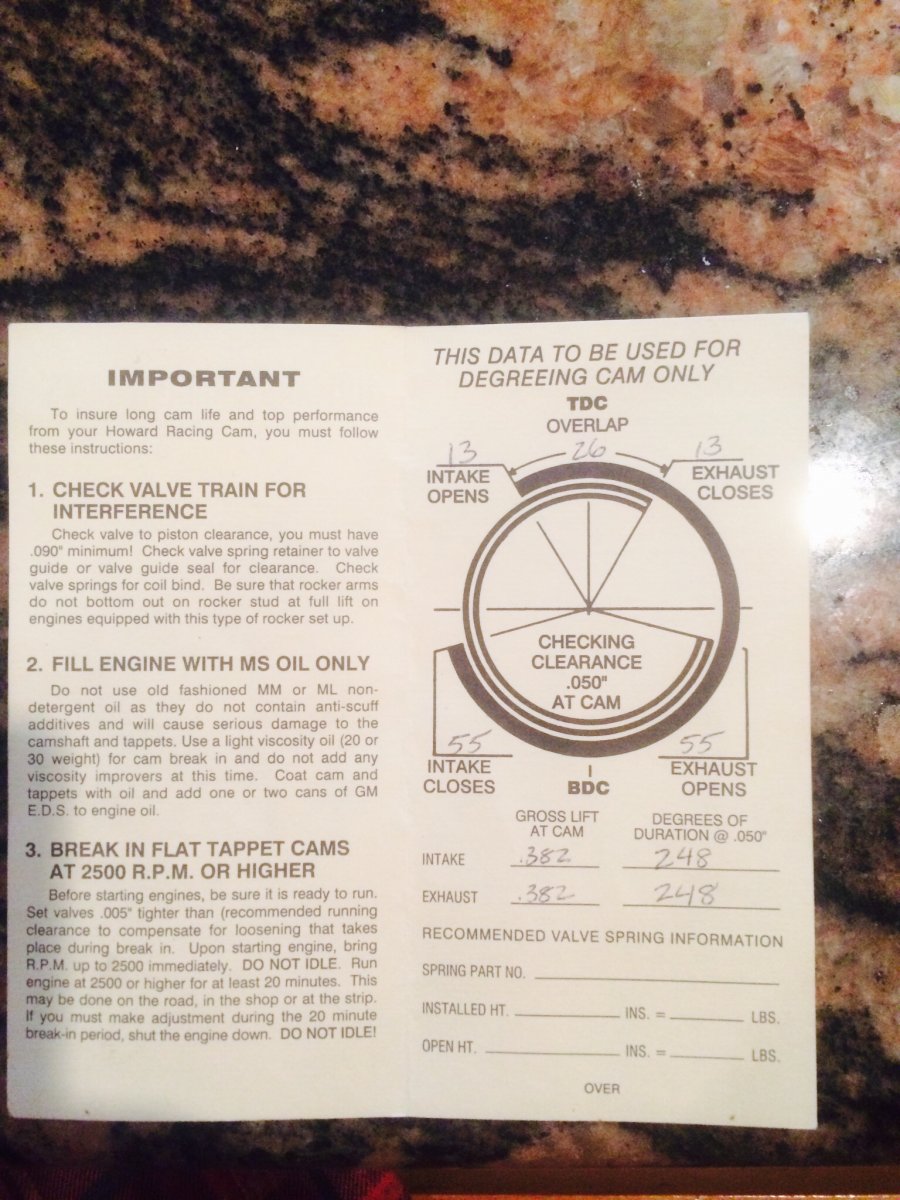 IMPORTANT
To insure long cam life and top performance
from your Howard Racing Cam, you must follow
these instructions:
1. CHECK VALVE TRAIN FOR
INTERFERENCE
Check valve to piston clearance, you must have
.090" minimum! Check valve spring retainer to valve
guide or valve guide seal for clearance. Check
valve springs for coil bind. Be sure that rocker arms
do not bottom out on rocker stud at full lift on
engines equipped with this type of rocker set up.
2. FILL ENGINE WITH MS OIL ONLY
Do not use old fashioned MM or ML non-
detergent oil as they do not contain anti-scuff
additives and will cause serious damage to the
camshaft and tappets. Use a light viscosity oil (20 or
30 weight) for cam break in and do not add any
viscosity improvers at this time. Coat cam and
tappets with oil and add one or two cans of GM
E.D.S. to engine oil.
3. BREAK IN FLAT TAPPET CAMS
AT 2500 R.P.M. OR HIGHER
Before starting engines, be sure it is ready to run.
Set valves .005" tighter than (recommended running
clearance to compensate for loosening that takes
place during break in. Upon starting engine, bring
R.P.M. up to 2500 immediately. DO NOT IDLE. Run
engine at 2500 or higher for at least 20 minutes. This
may be done on the road, in the shop or at the strip.
If you must make adjustment during the 20 minute
break-in period, shut the engine down. DO NOT IDLE!
THIS DATA TO BE USED FOR
DEGREEING CAM ONLY
TDC
OVERLAP
13 26 13
INTAKE OPENS
EXHAUST CLOSES
CHECKING
CLEARANCE
.050"
AT CAM
55 55
INTAKE CLOSES
BDC
EXHAUST OPENS
GROSS LIFT AT CAM
DEGREES OF DURATION @ .050"
INTAKE .382 248
EXHAUST .382 248
RECOMMENDED VALVE SPRING INFORMATION
SPRING PART NO.
INSTALLED HT. INS. = LBS.
OPEN HT. INS. = LBS.
OVER